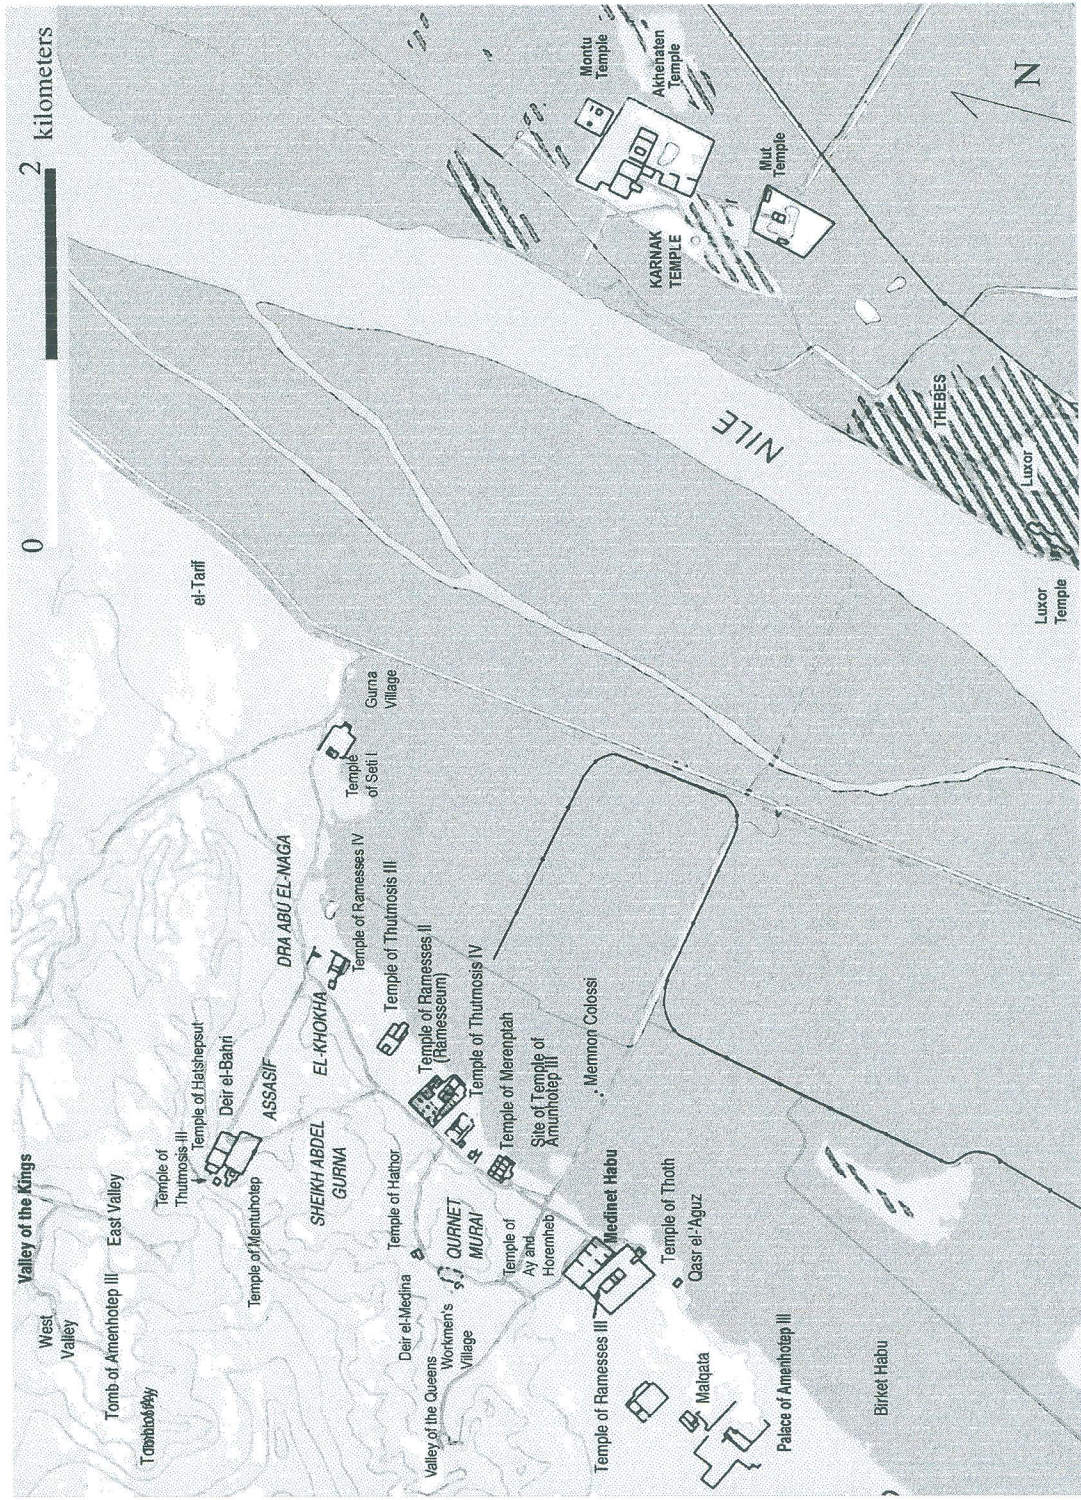 Valley of the Kings
0
2
kilometers
West
Valley
East Valley
Tomb of Amenhotep III
Tomb of Ay
Temple of
Thutmosis III
Temple of Hatshepsut
Deir el-Bahri
el-Tarif
Temple of Mentuhotep
ASSASIF
DRA ABU EL-NAGA
SHEIKH ABDEL
GURNA
EL-KHOKHA
Temple of Ramesses IV
Temple
of Seti I
Gurna
Village
Temple of Hathor
Temple of Thutmosis III
Deir el-Medina
Temple of Ramesses II
(Ramesseum)
Valley of the Queens
Workmen's
Village
QURNET
MURAI
Temple of Thutmosis IV
Temple of
Ay and
Horemheb
Temple of Merenptah
Site of Temple of
Amunhotep III
Memnon Colossi
Temple of Ramesses III
Medinet Habu
Temple of Thoth
Qasr el-'Aguz
Malqata
Palace of Amenhotep III
Birket Habu
NILE
Montu
Temple
Akhenaten
Temple
KARNAK
TEMPLE
Mut
Temple
THEBES
Luxor
Luxor
Temple
N